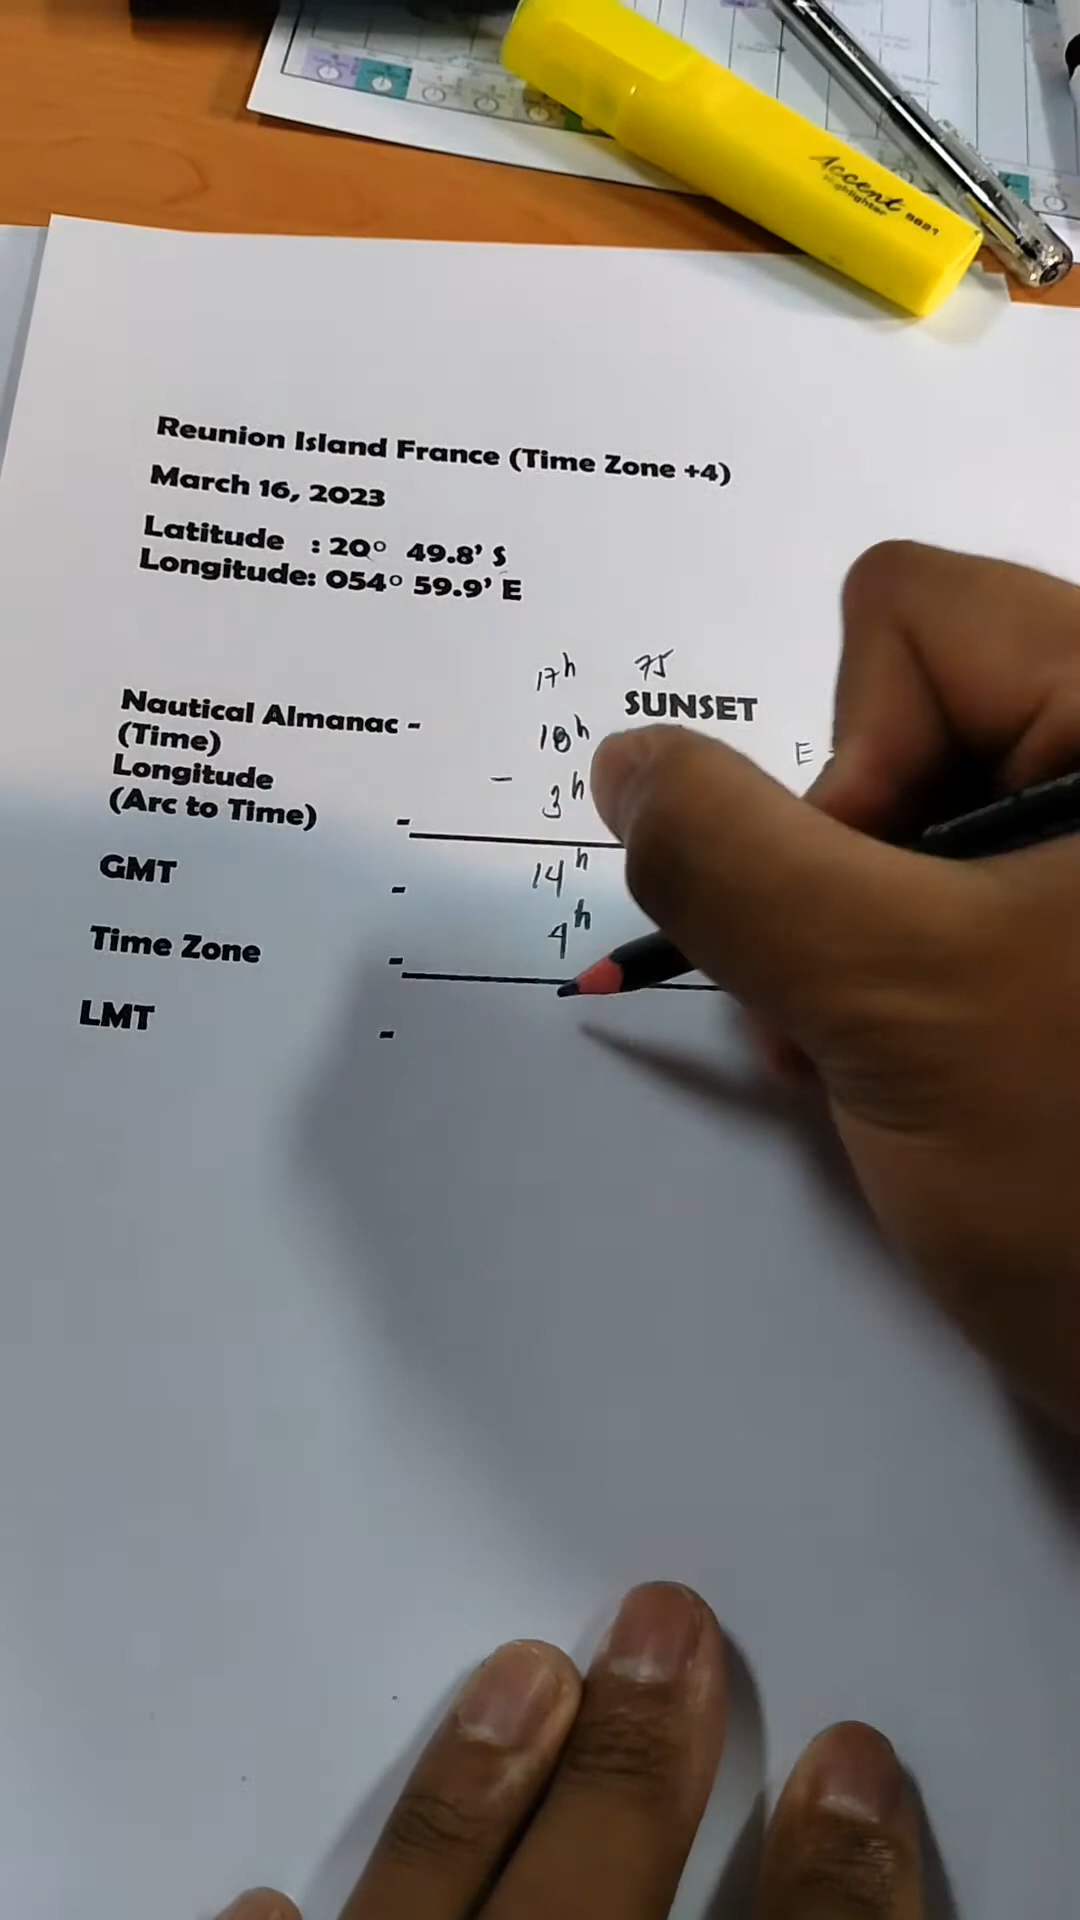 Accent
Highlighter
Reunion Island France (Time Zone +4)
March 16, 2023
Latitude : 20° 49.8' S
Longitude: 054° 59.9' E
17h 75
SUNSET
Nautical Almanac - 18h
(Time)
E
Longitude - 3h
(Arc to Time) -
GMT - 14h
Time Zone - 4h
LMT -